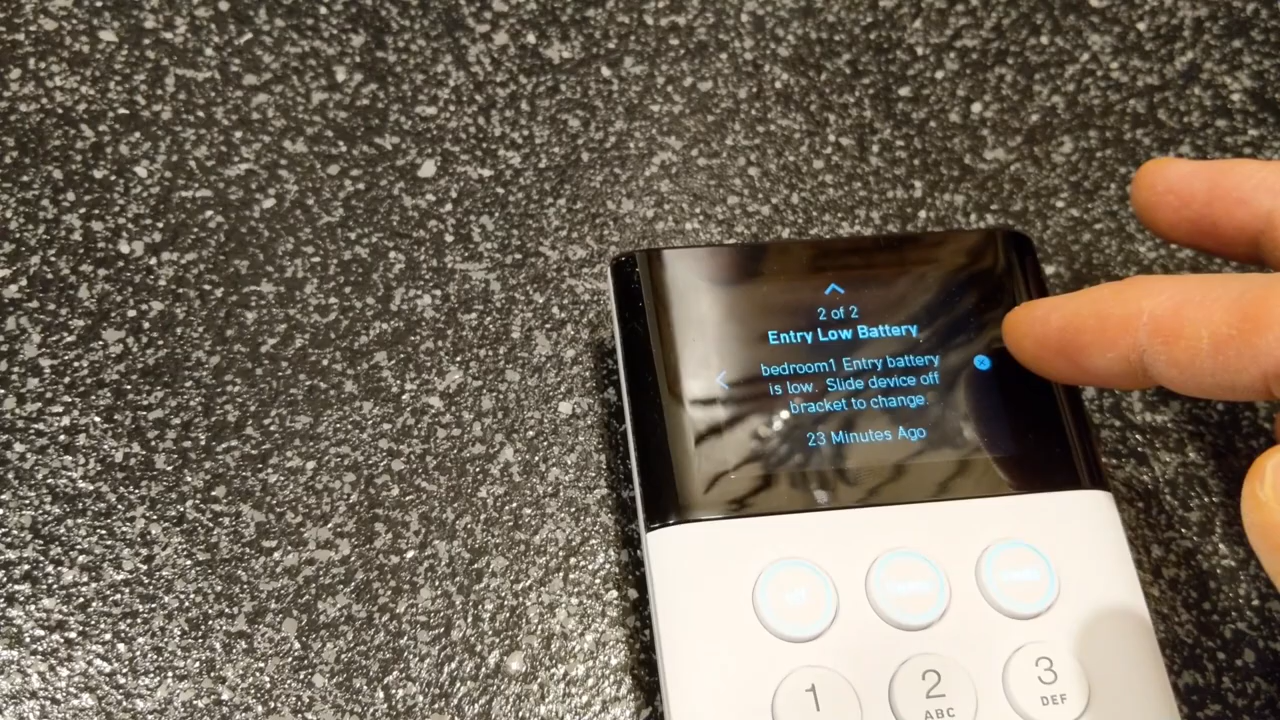 2 of 2
Entry Low Battery
bedroom1 Entry battery
is low. Slide device off
bracket to change.
23 Minutes Ago
off
1
2
ABC
3
DEF